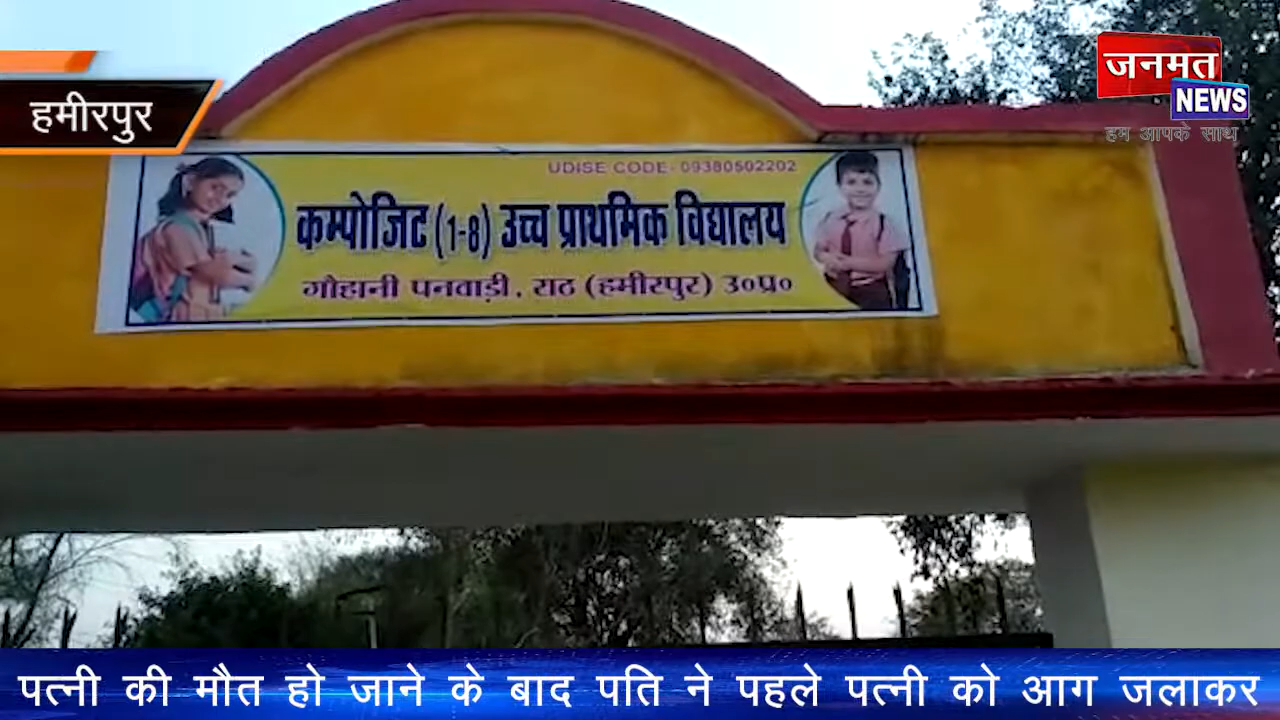 जनमत
NEWS
हम आपके साथ
हमीरपुर
UDISE CODE- 09380502202
कम्पोजिट (1-8) उच्च प्राथमिक विद्यालय
गौहानी पनवाड़ी, राठ (हमीरपुर) उ०प्र०
पत्नी की मौत हो जाने के बाद पति ने पहले पत्नी को आग जलाकर